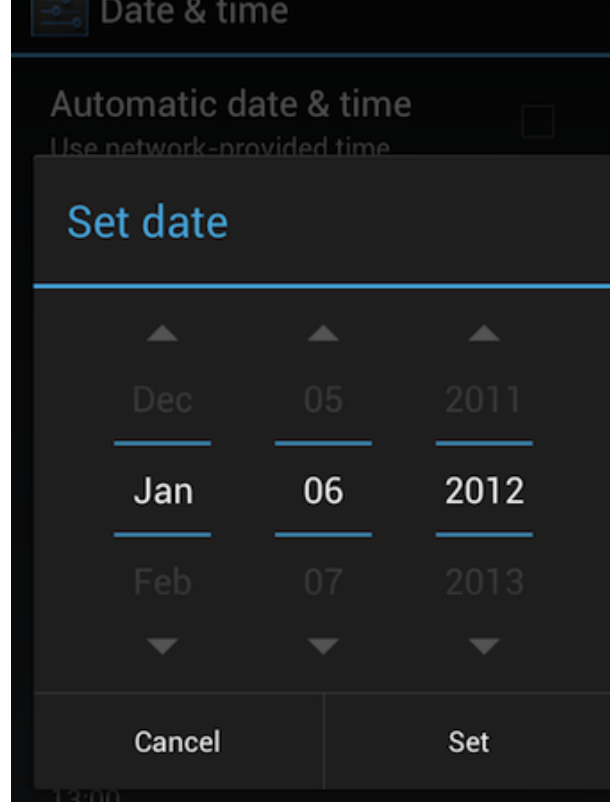 Date & time
Automatic date & time
Use network-provided time
Set date
Dec 05 2011
Jan 06 2012
Feb 07 2013
Cancel Set
13:00